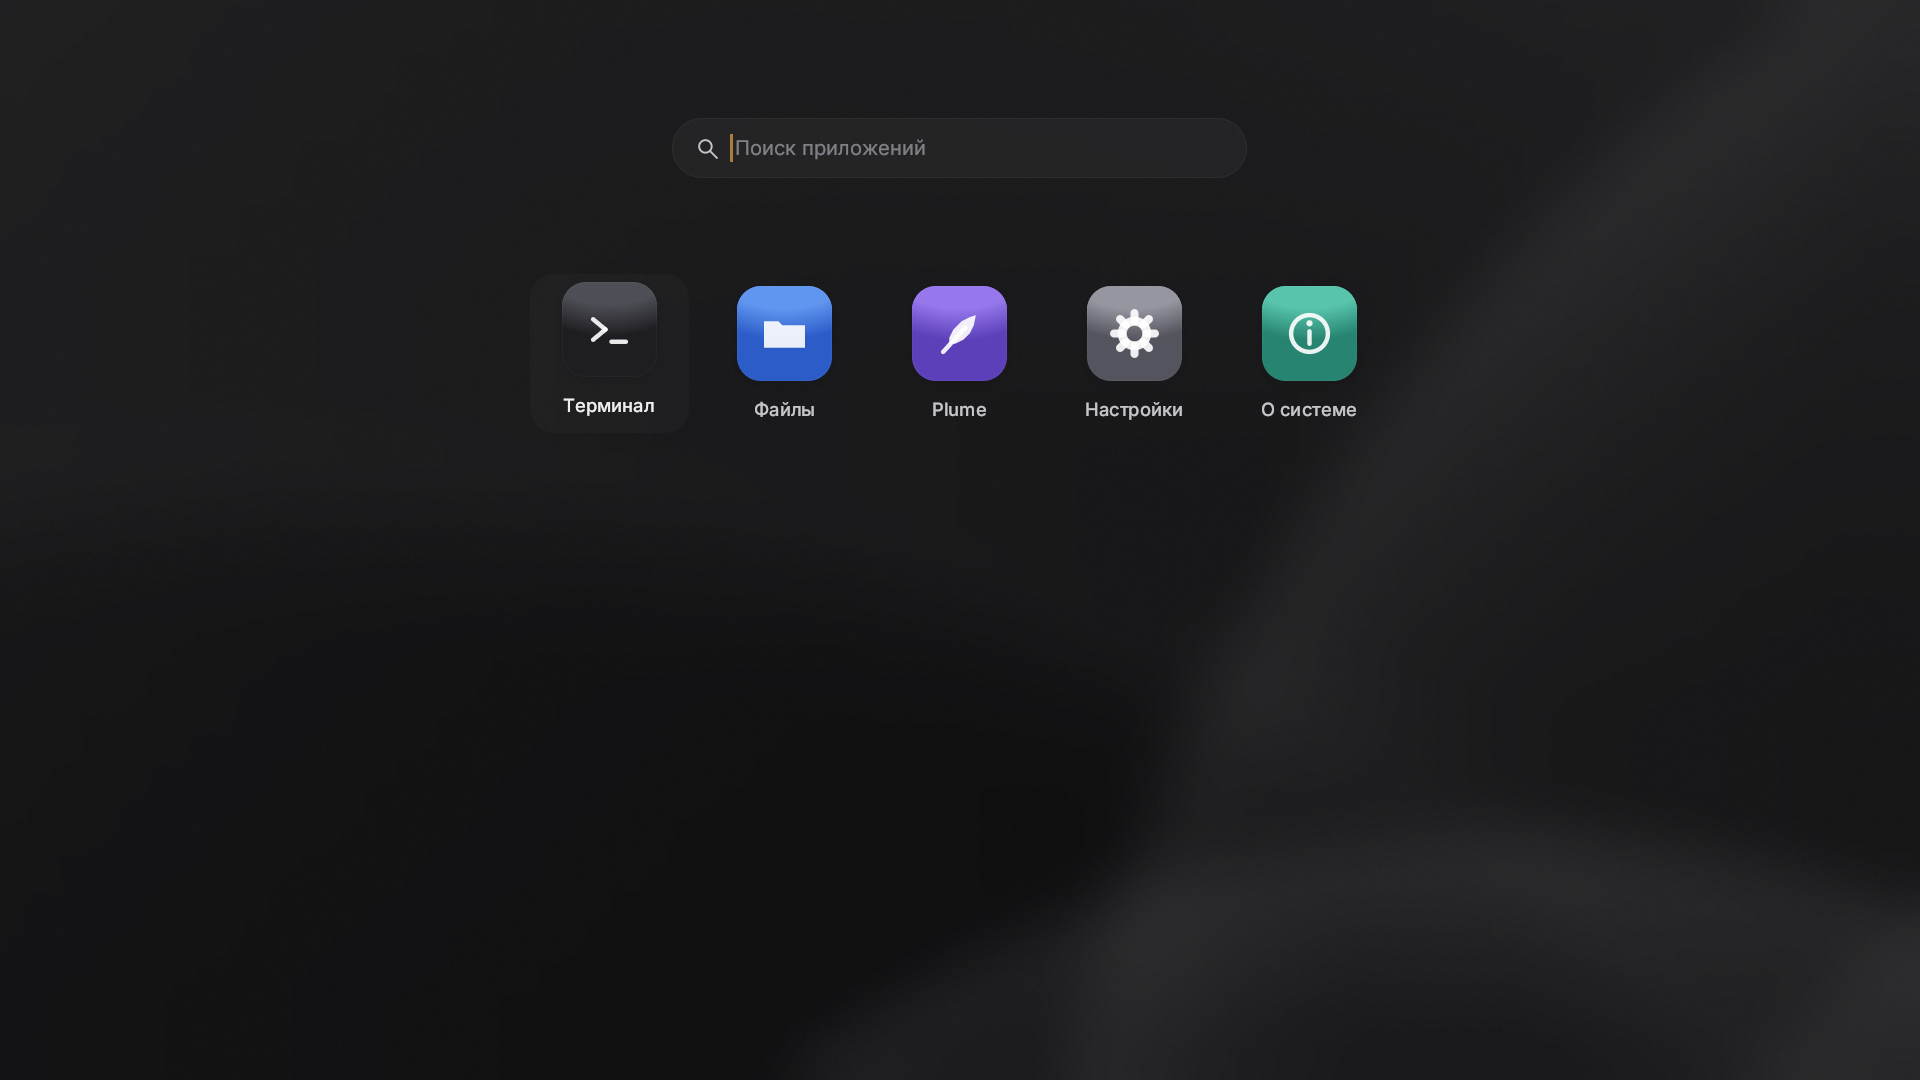 Поиск приложений
Терминал
Файлы
Plume
Настройки
О системе